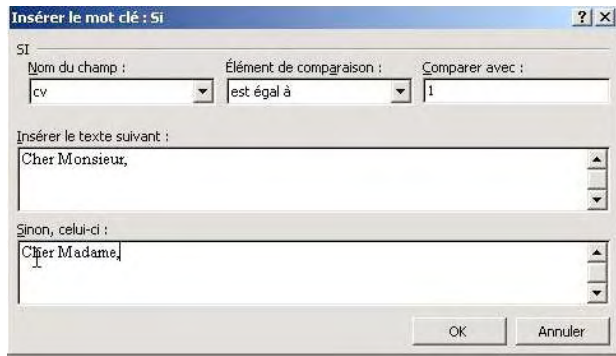 Insérer le mot clé : Si
SI
Nom du champ : Élément de comparaison : Comparer avec :
cv est égal à 1
Insérer le texte suivant :
Cher Monsieur,
Sinon, celui-ci :
Cher Madame,
OK Annuler